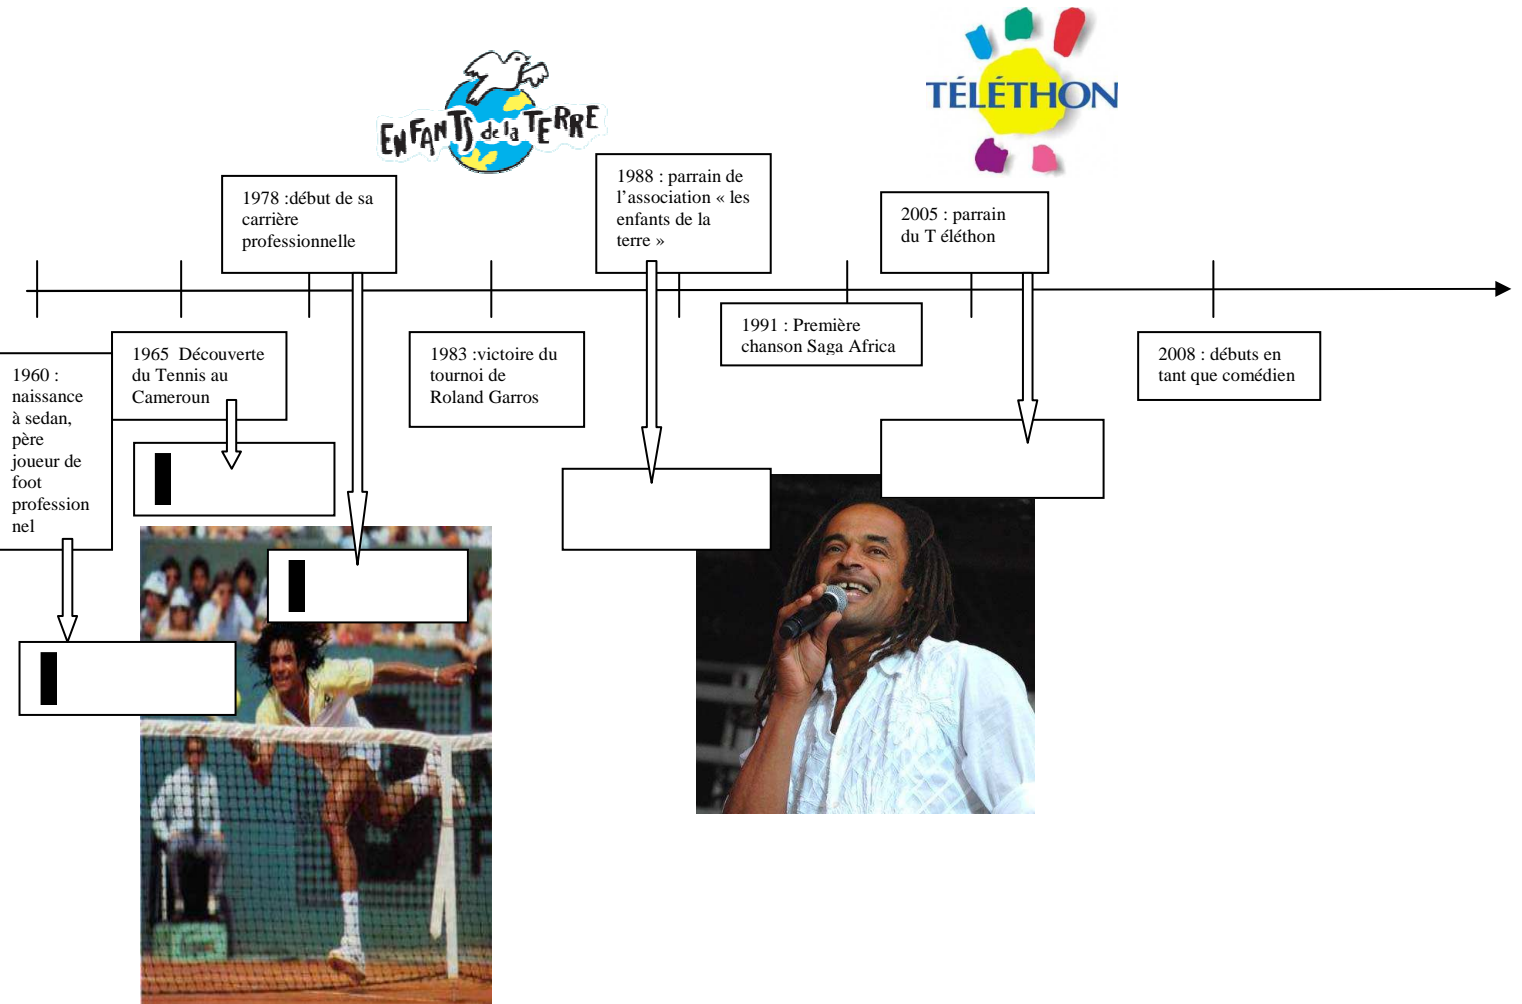 ENFANTS de la TERRE
TÉLÉTHON
1978 :début de sa
carrière
professionnelle
1988 : parrain de
l’association « les
enfants de la
terre »
2005 : parrain
du T éléthon
1960 :
naissance
à sedan,
père
joueur de
foot
profession
nel
1965  Découverte
du Tennis au
Cameroun
1983 :victoire du
tournoi de
Roland Garros
1991 : Première
chanson Saga Africa
2008 : débuts en
tant que comédien